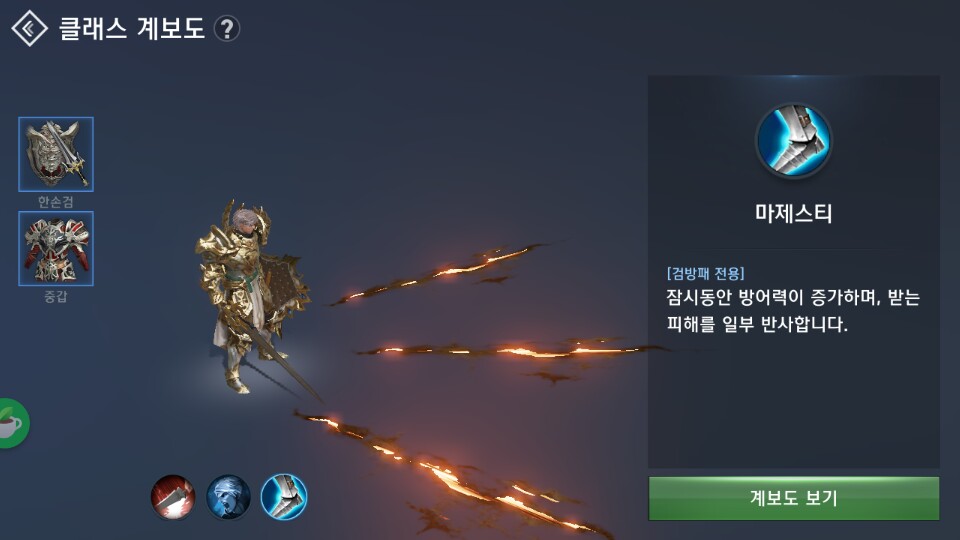 클래스 계보도 ?
한손검
중갑
마제스티
[검방패 전용]
잠시동안 방어력이 증가하며, 받는
피해를 일부 반사합니다.
계보도 보기